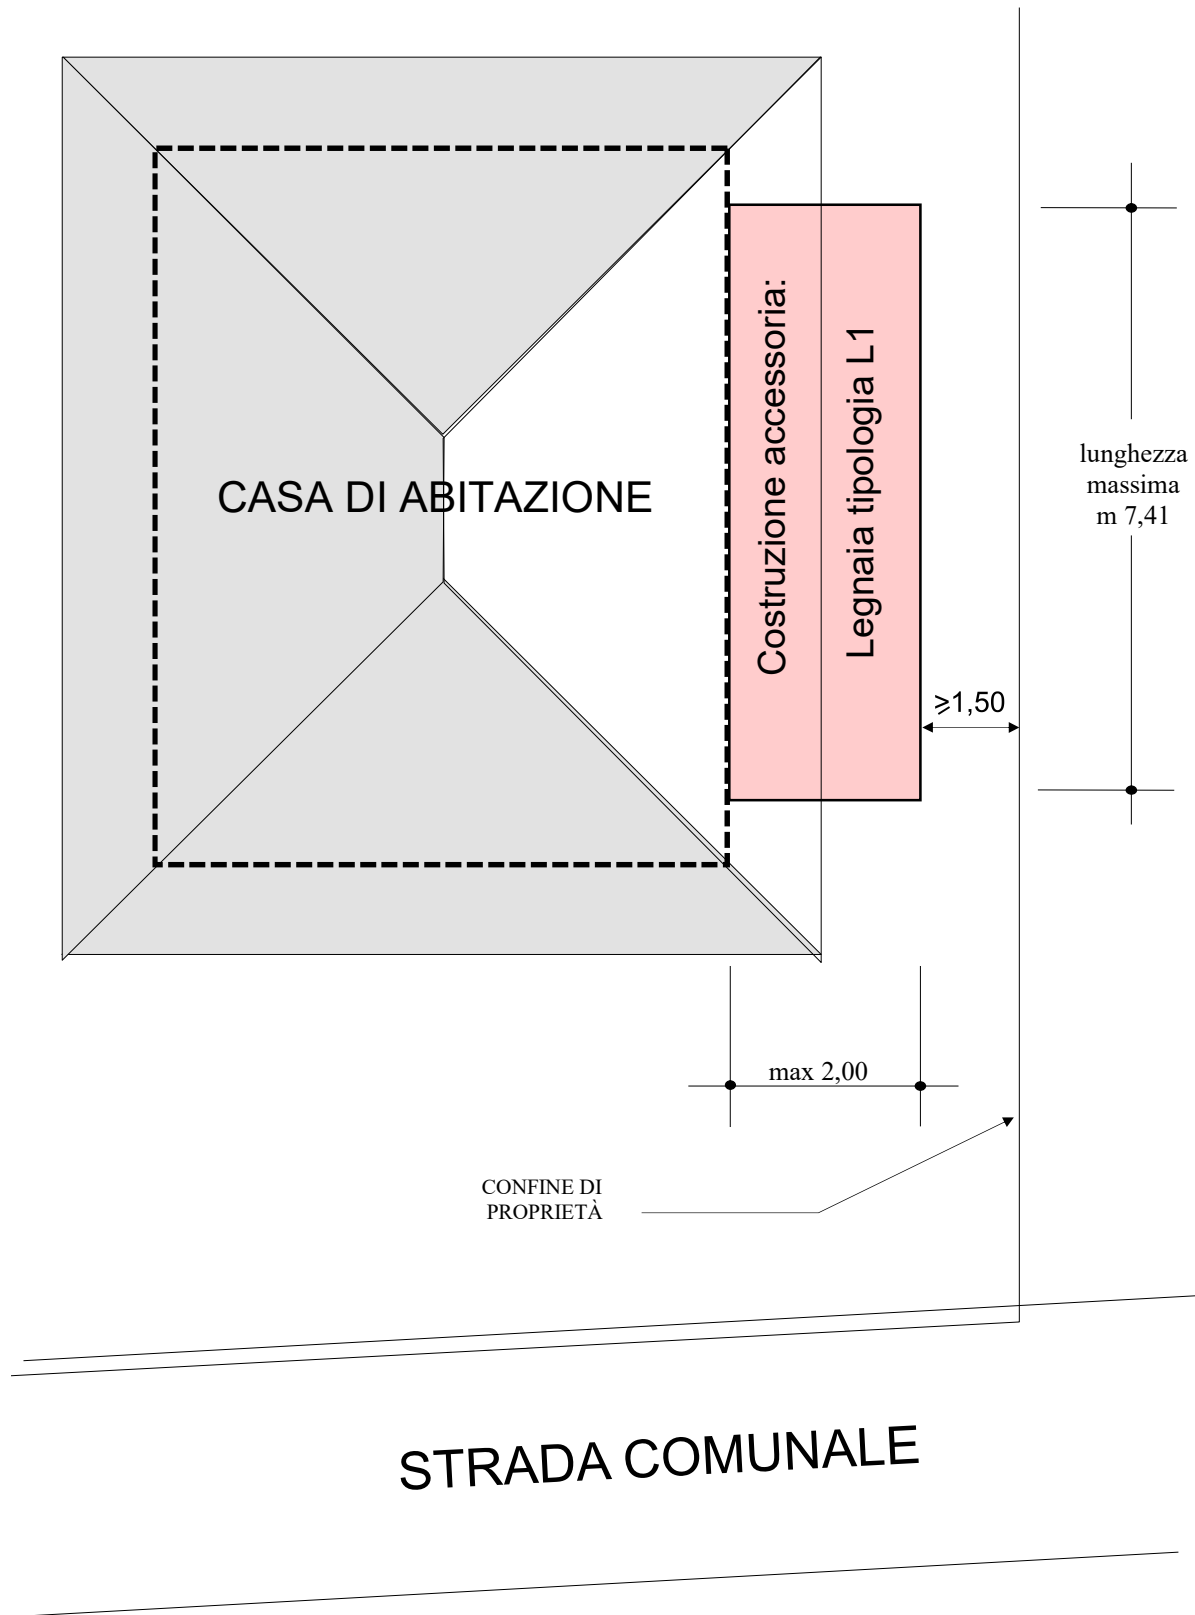 CASA DI ABITAZIONE
Costruzione accessoria:
Legnaia tipologia L1
lunghezza
massima
m 7,41
⩾1,50
max 2,00
CONFINE DI
PROPRIETÀ
STRADA COMUNALE